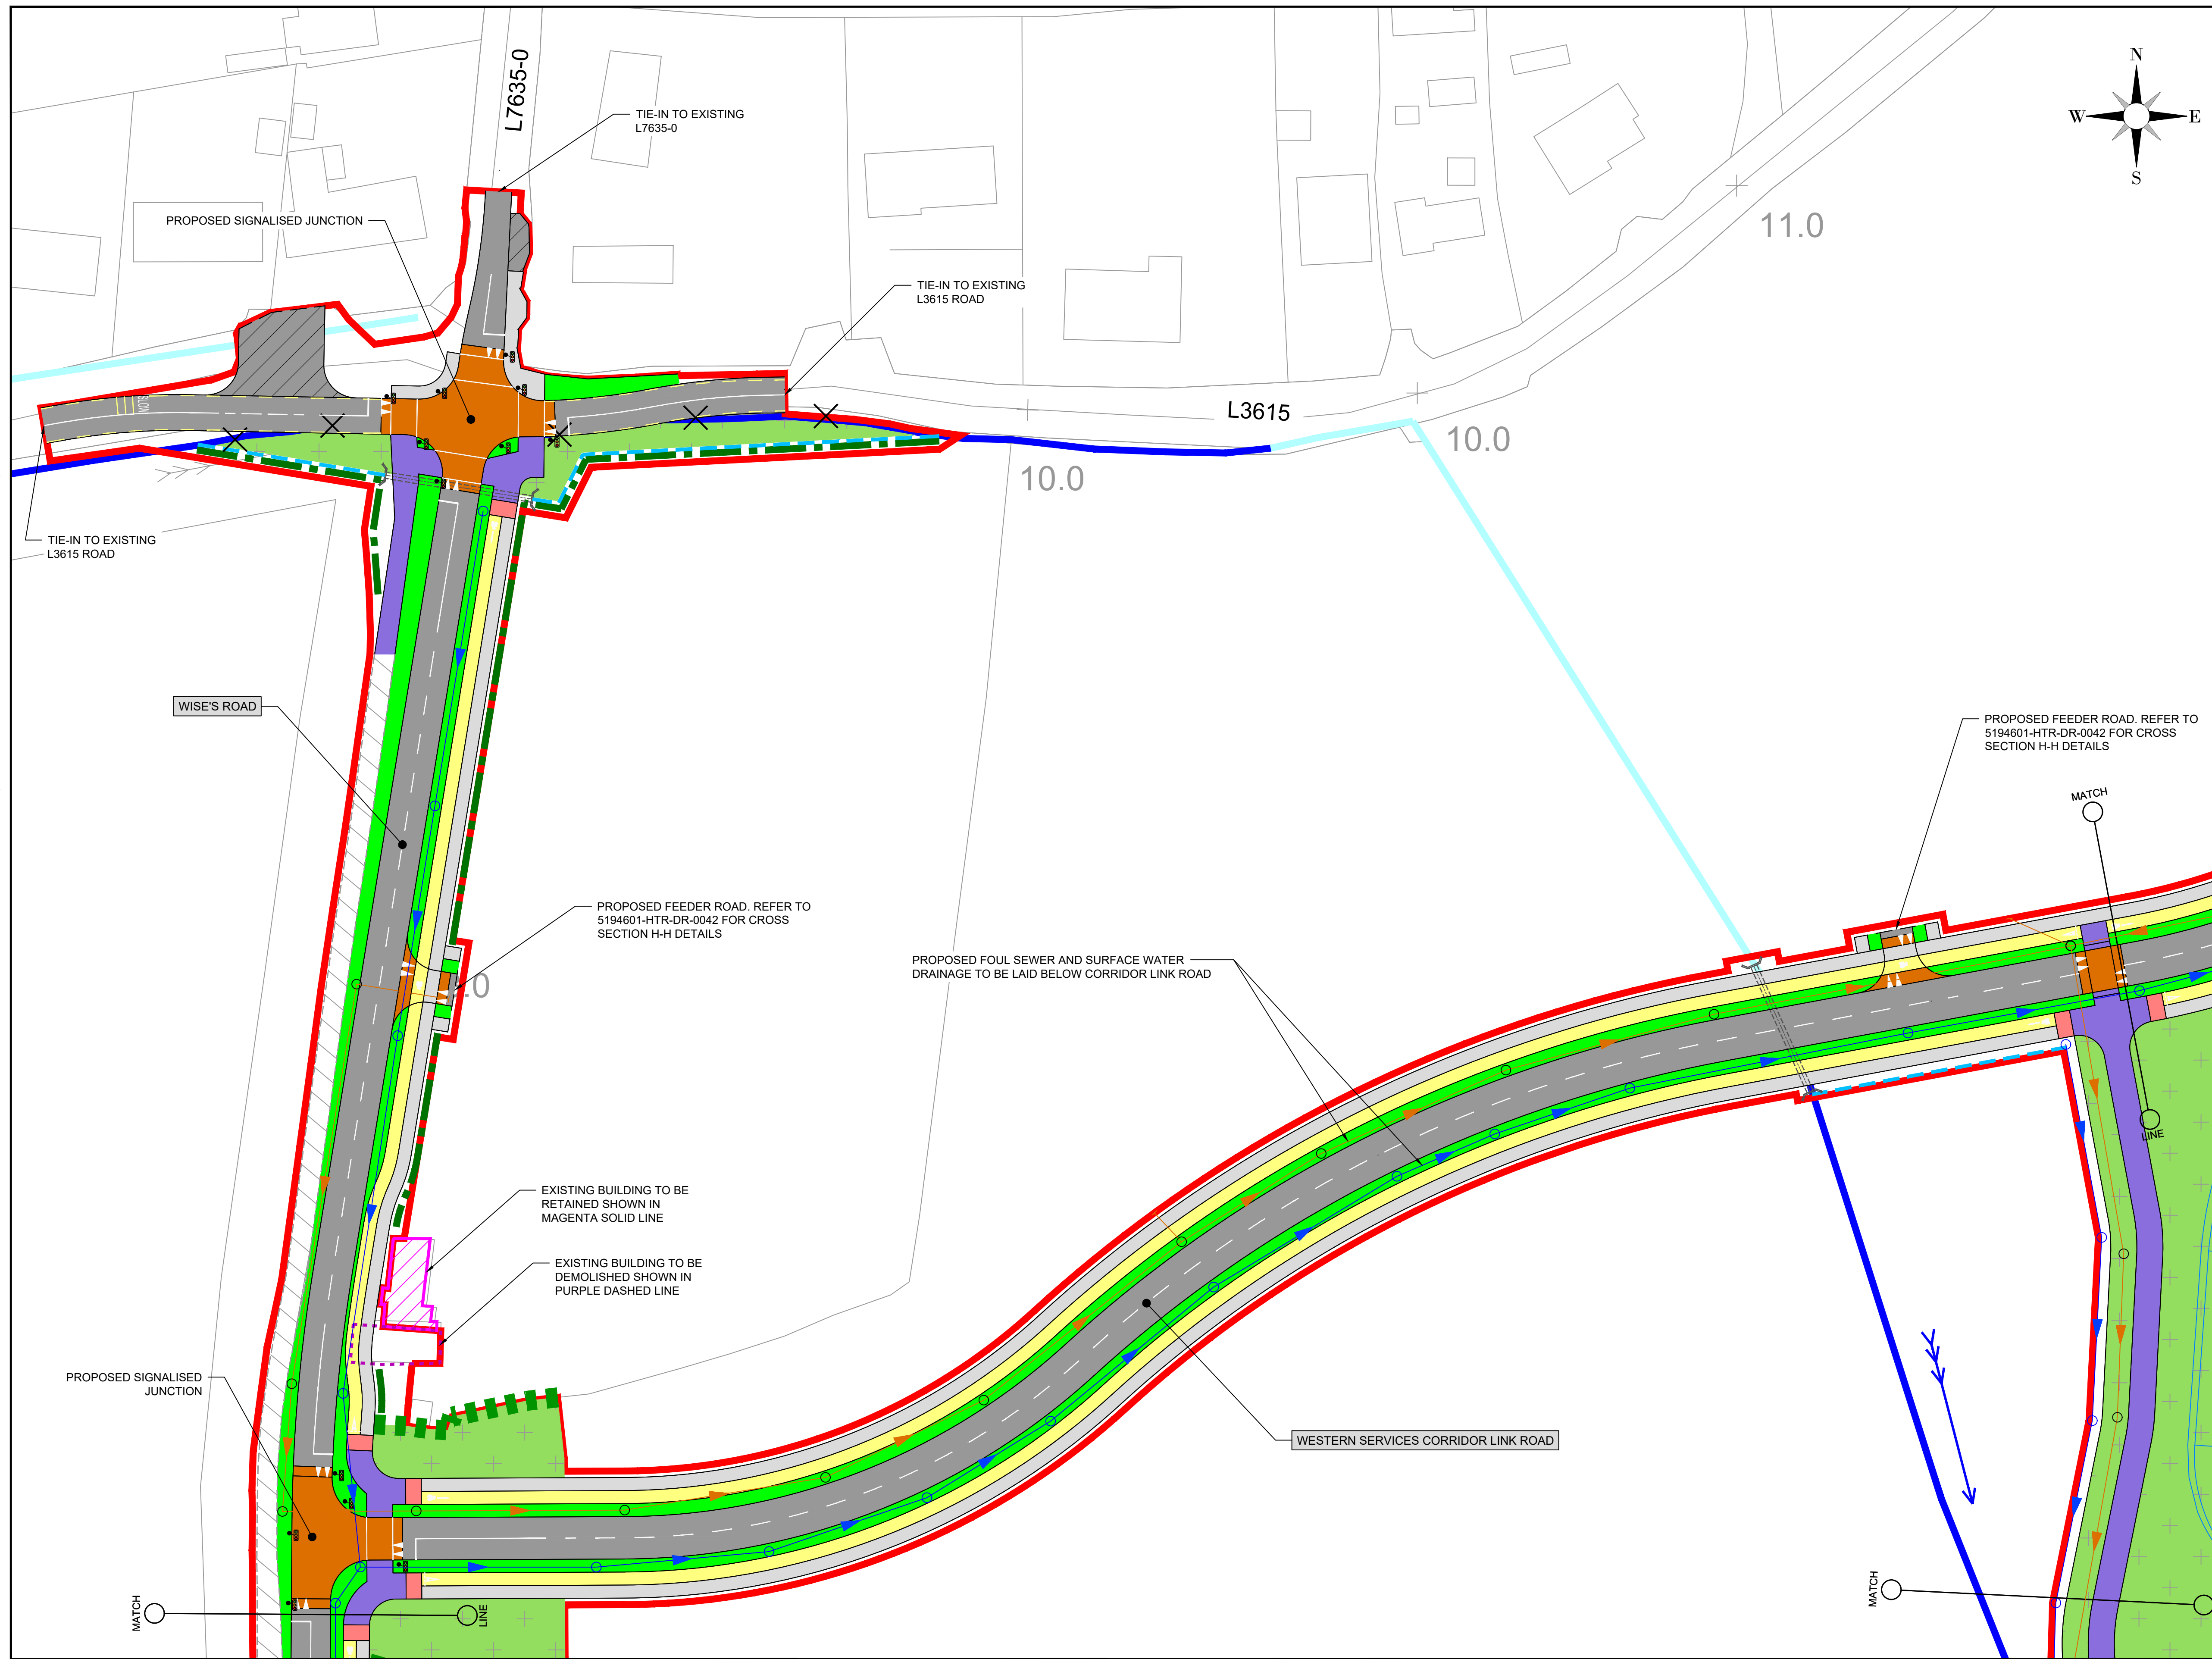 N
W
E
S
L7635-0
TIE-IN TO EXISTING
L7635-0
PROPOSED SIGNALISED JUNCTION
11.0
TIE-IN TO EXISTING
L3615 ROAD
SLOW
L3615
10.0
10.0
TIE-IN TO EXISTING
L3615 ROAD
WISE'S ROAD
PROPOSED FEEDER ROAD. REFER TO
5194601-HTR-DR-0042 FOR CROSS
SECTION H-H DETAILS
MATCH
PROPOSED FEEDER ROAD. REFER TO
5194601-HTR-DR-0042 FOR CROSS
SECTION H-H DETAILS
.0
PROPOSED FOUL SEWER AND SURFACE WATER
DRAINAGE TO BE LAID BELOW CORRIDOR LINK ROAD
LINE
EXISTING BUILDING TO BE
RETAINED SHOWN IN
MAGENTA SOLID LINE
EXISTING BUILDING TO BE
DEMOLISHED SHOWN IN
PURPLE DASHED LINE
PROPOSED SIGNALISED
JUNCTION
WESTERN SERVICES CORRIDOR LINK ROAD
MATCH
LINE
MATCH